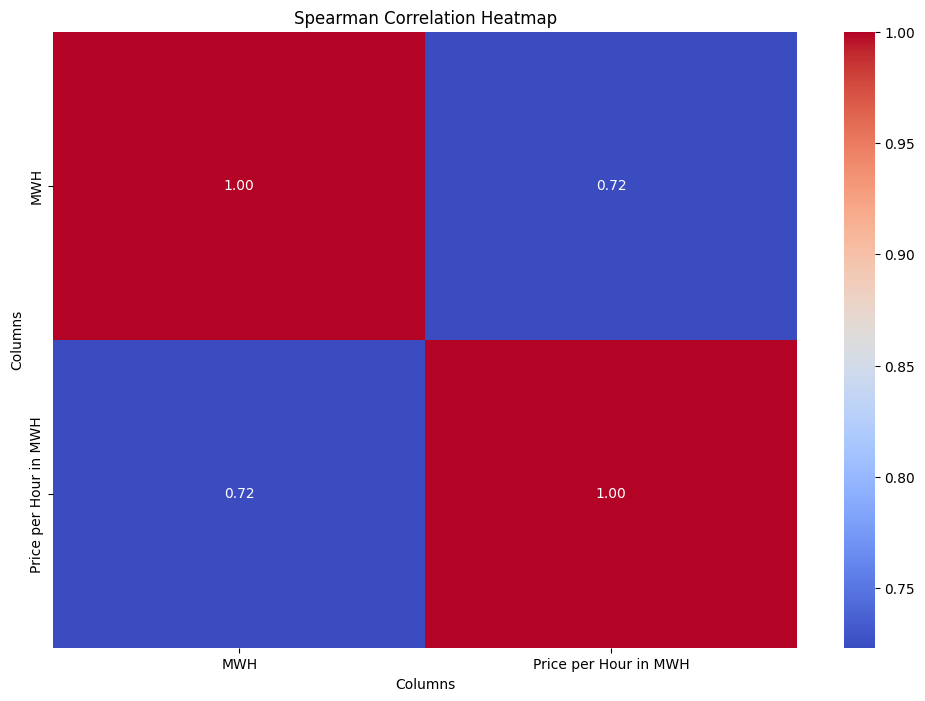 Spearman Correlation Heatmap
MWH
1.00
0.72
Price per Hour in MWH
0.72
1.00
Columns
MWH
Price per Hour in MWH
Columns
1.00
0.95
0.90
0.85
0.80
0.75